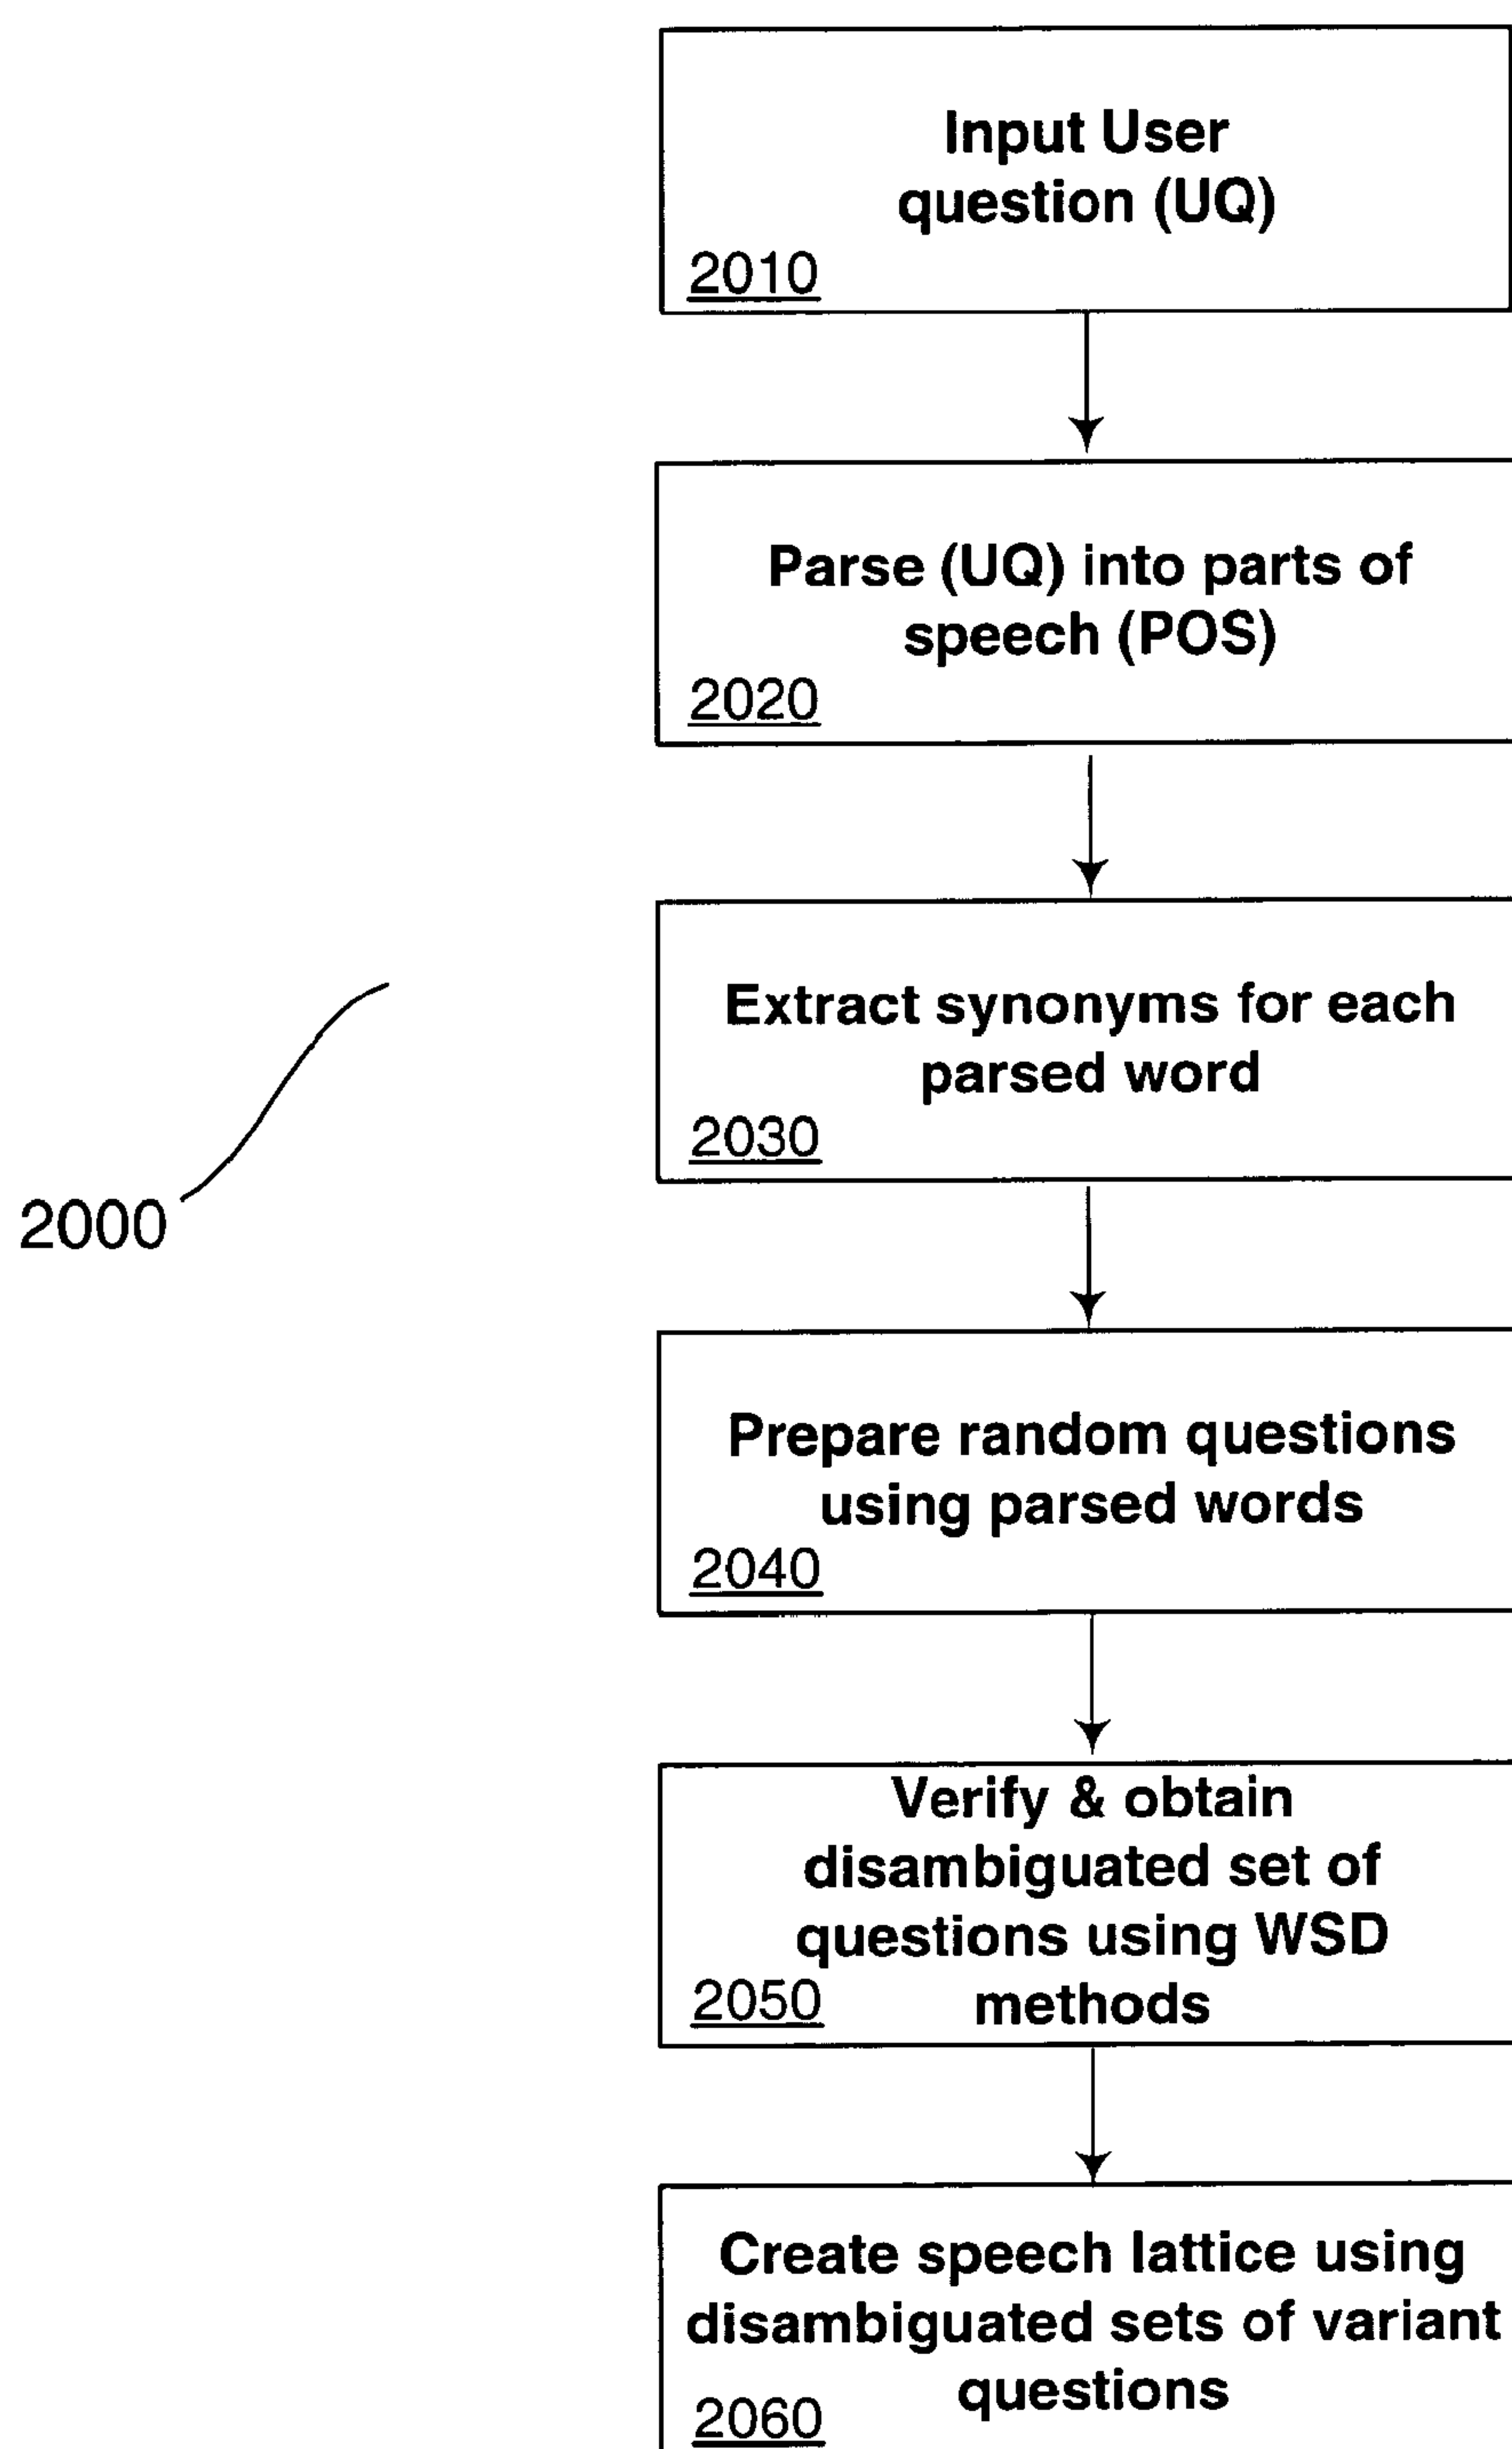 Input User
question (UQ)
2010
Parse (UQ) into parts of
speech (POS)
2020
Extract synonyms for each
parsed word
2030
2000
Prepare random questions
using parsed words
2040
Verify & obtain
disambiguated set of
questions using WSD
2050 methods
Create speech lattice using
disambiguated sets of variant
questions
2060